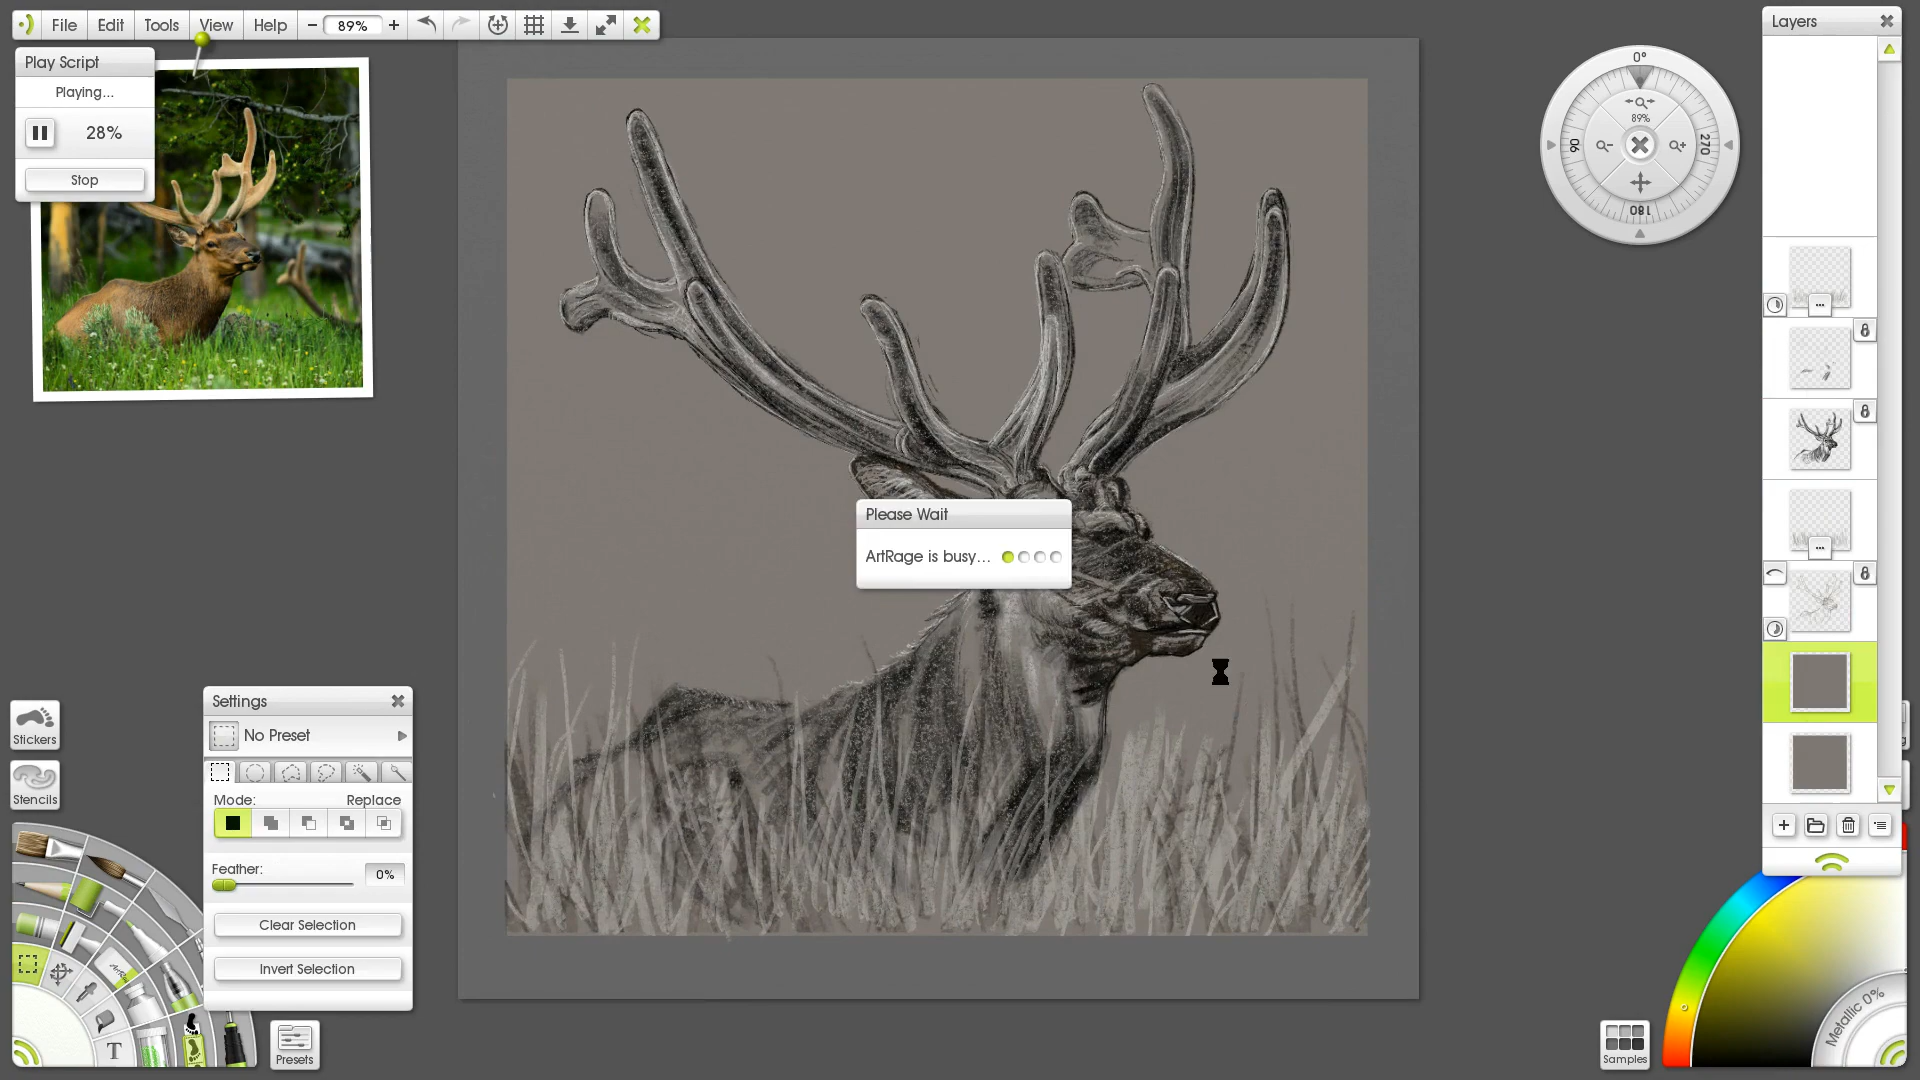 File Edit Tools View Help − 89% +
Play Script
Playing...
28%
Stop
Layers
0°
89%
90
270
180
Please Wait
ArtRage is busy...
Settings
No Preset
Stickers
Stencils
Mode: Replace
Feather:
0%
Clear Selection
Invert Selection
T
Presets
Metallic 0%
Samples